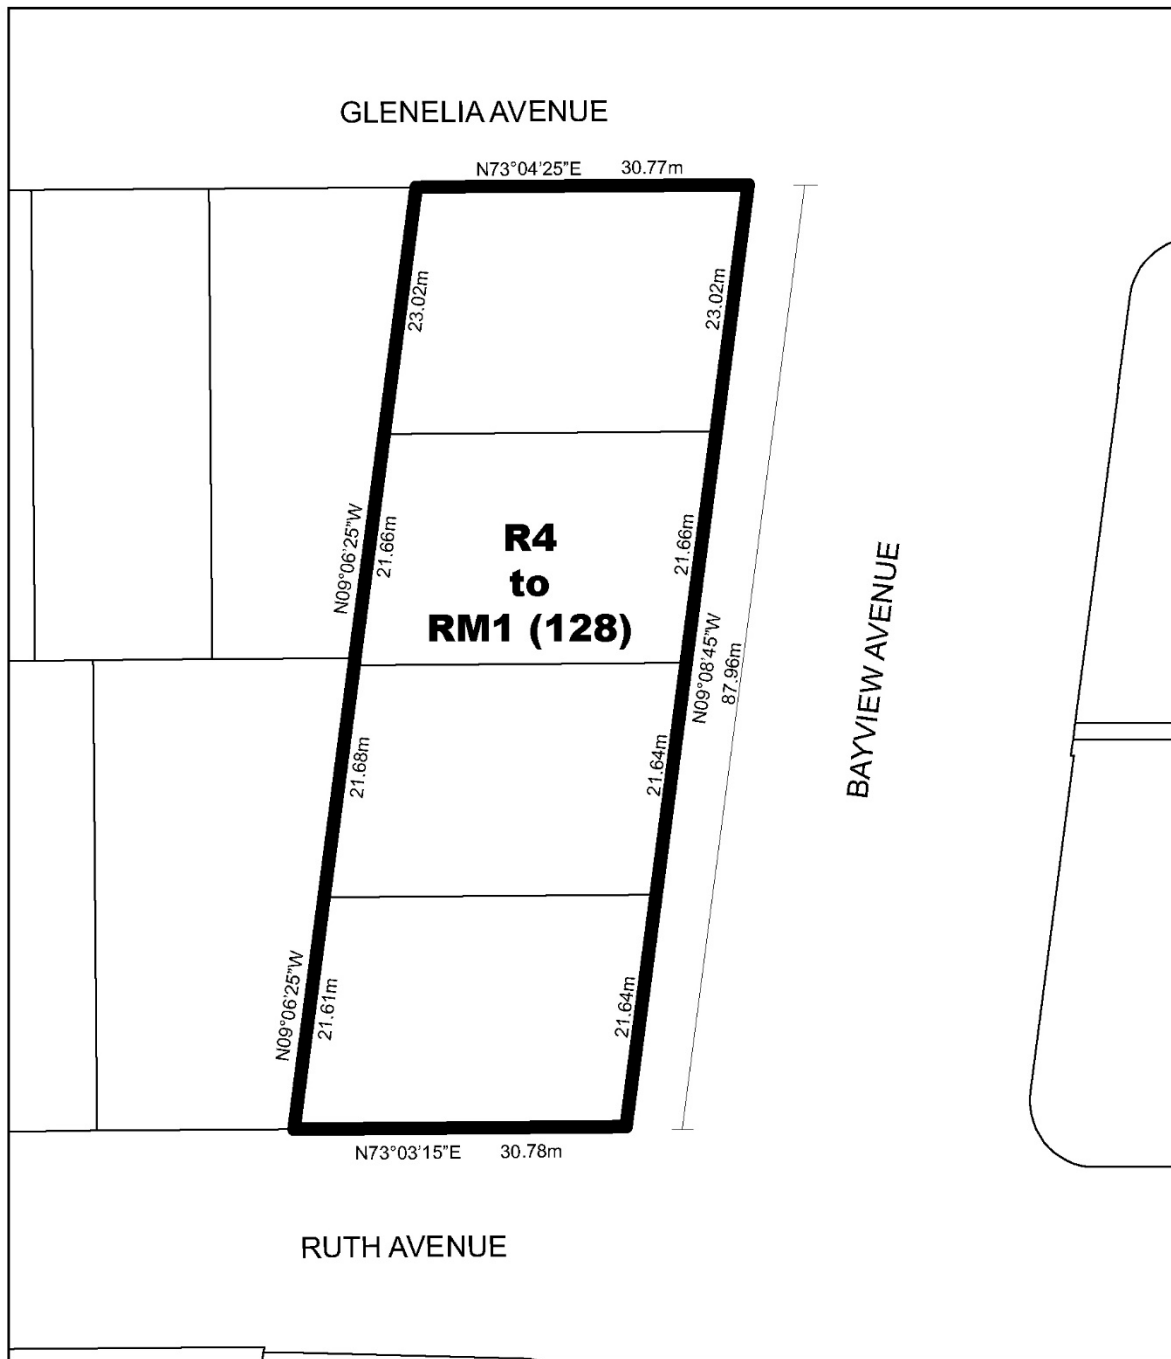 GLENELIA AVENUE
N73°04'25"E 30.77m
23.02m
23.02m
N09°06'25"W
21.66m
R4
to
RM1 (128)
21.66m
N09°08'45"W
87.96m
BAYVIEW AVENUE
21.68m
21.64m
N09°06'25"W
21.61m
21.64m
N73°03'15"E 30.78m
RUTH AVENUE